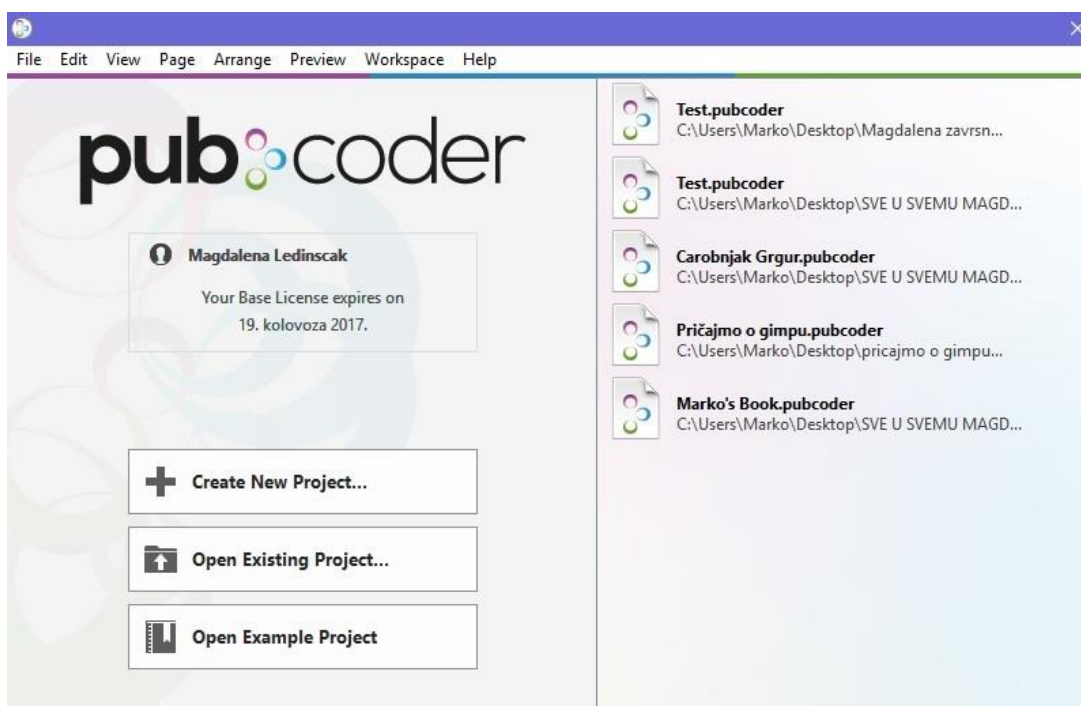 File Edit View Page Arrange Preview Workspace Help
pubcoder
Magdalena Ledinscak
Your Base License expires on
19. kolovoza 2017.
Create New Project...
Open Existing Project...
Open Example Project
Test.pubcoder
C:\Users\Marko\Desktop\Magdalena zavrsn...
Test.pubcoder
C:\Users\Marko\Desktop\SVE U SVEMU MAGD...
Carobnjak Grgur.pubcoder
C:\Users\Marko\Desktop\SVE U SVEMU MAGD...
Pričajmo o gimpu.pubcoder
C:\Users\Marko\Desktop\pricajmo o gimpu...
Marko's Book.pubcoder
C:\Users\Marko\Desktop\SVE U SVEMU MAGD...